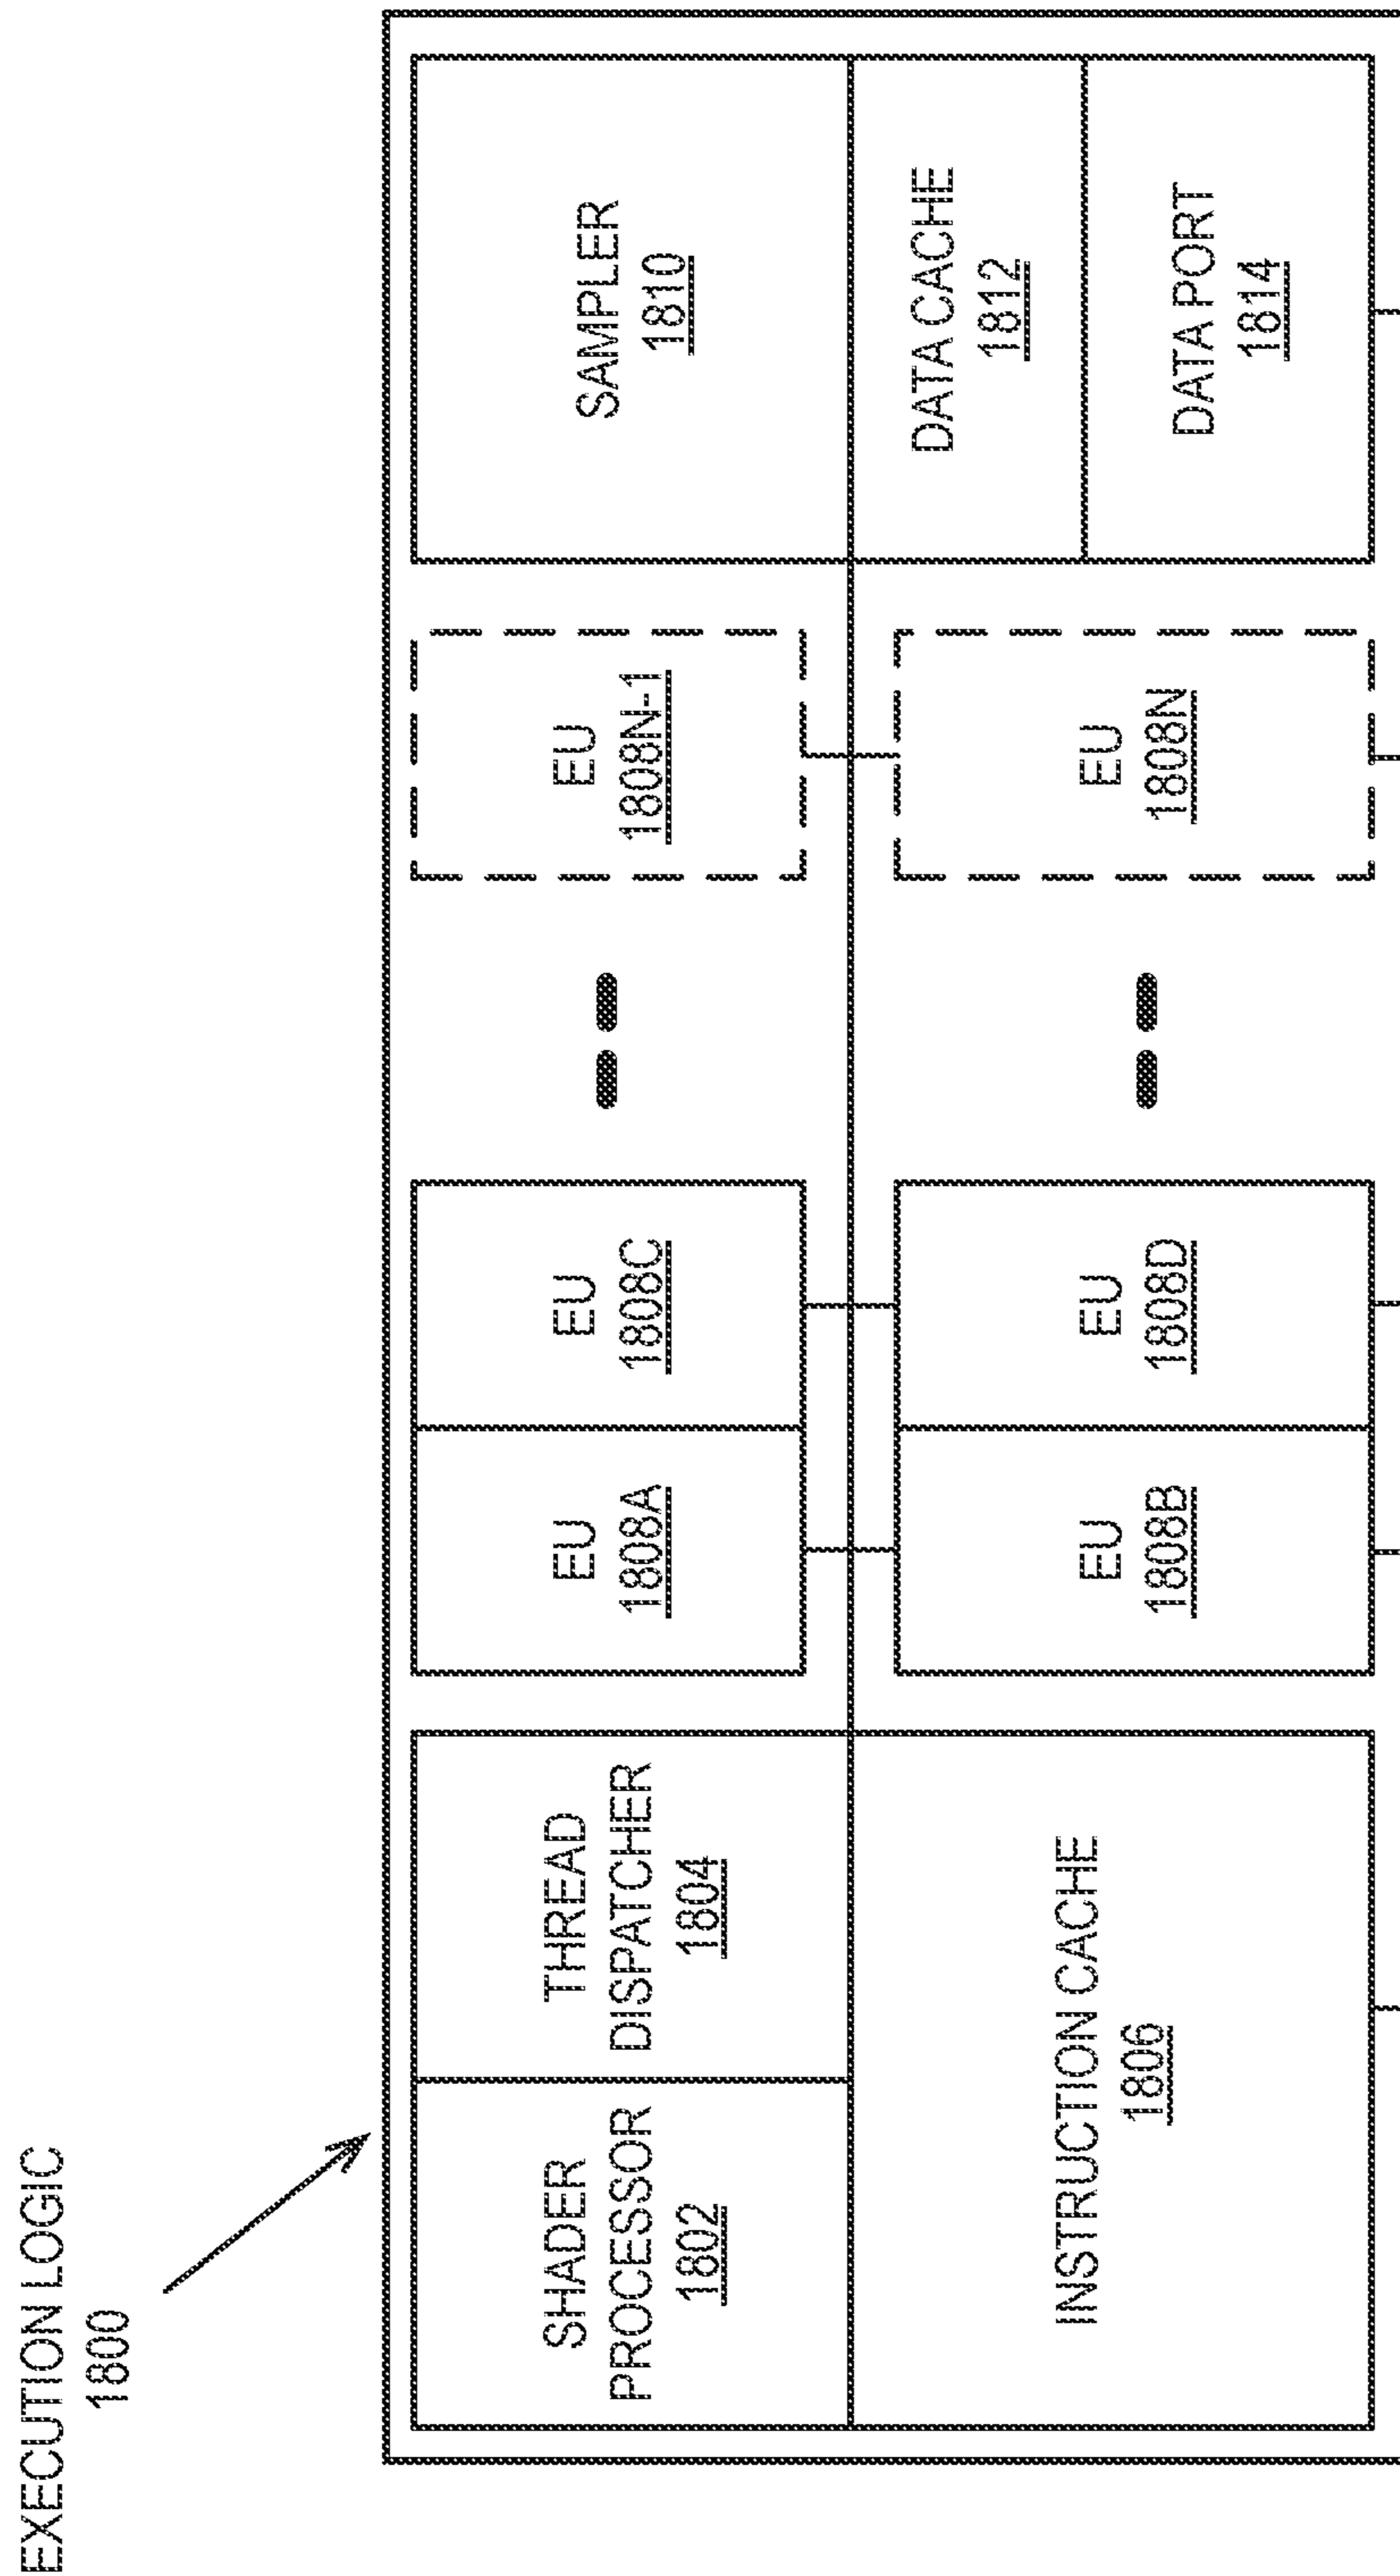 EXECUTION LOGIC
1800
SHADER
PROCESSOR
1802
THREAD
DISPATCHER
1804
EU
1808A
EU
1808C
EU
1808N-1
SAMPLER
1810
INSTRUCTION CACHE
1806
EU
1808B
EU
1808D
EU
1808N
DATA CACHE
1812
DATA PORT
1814